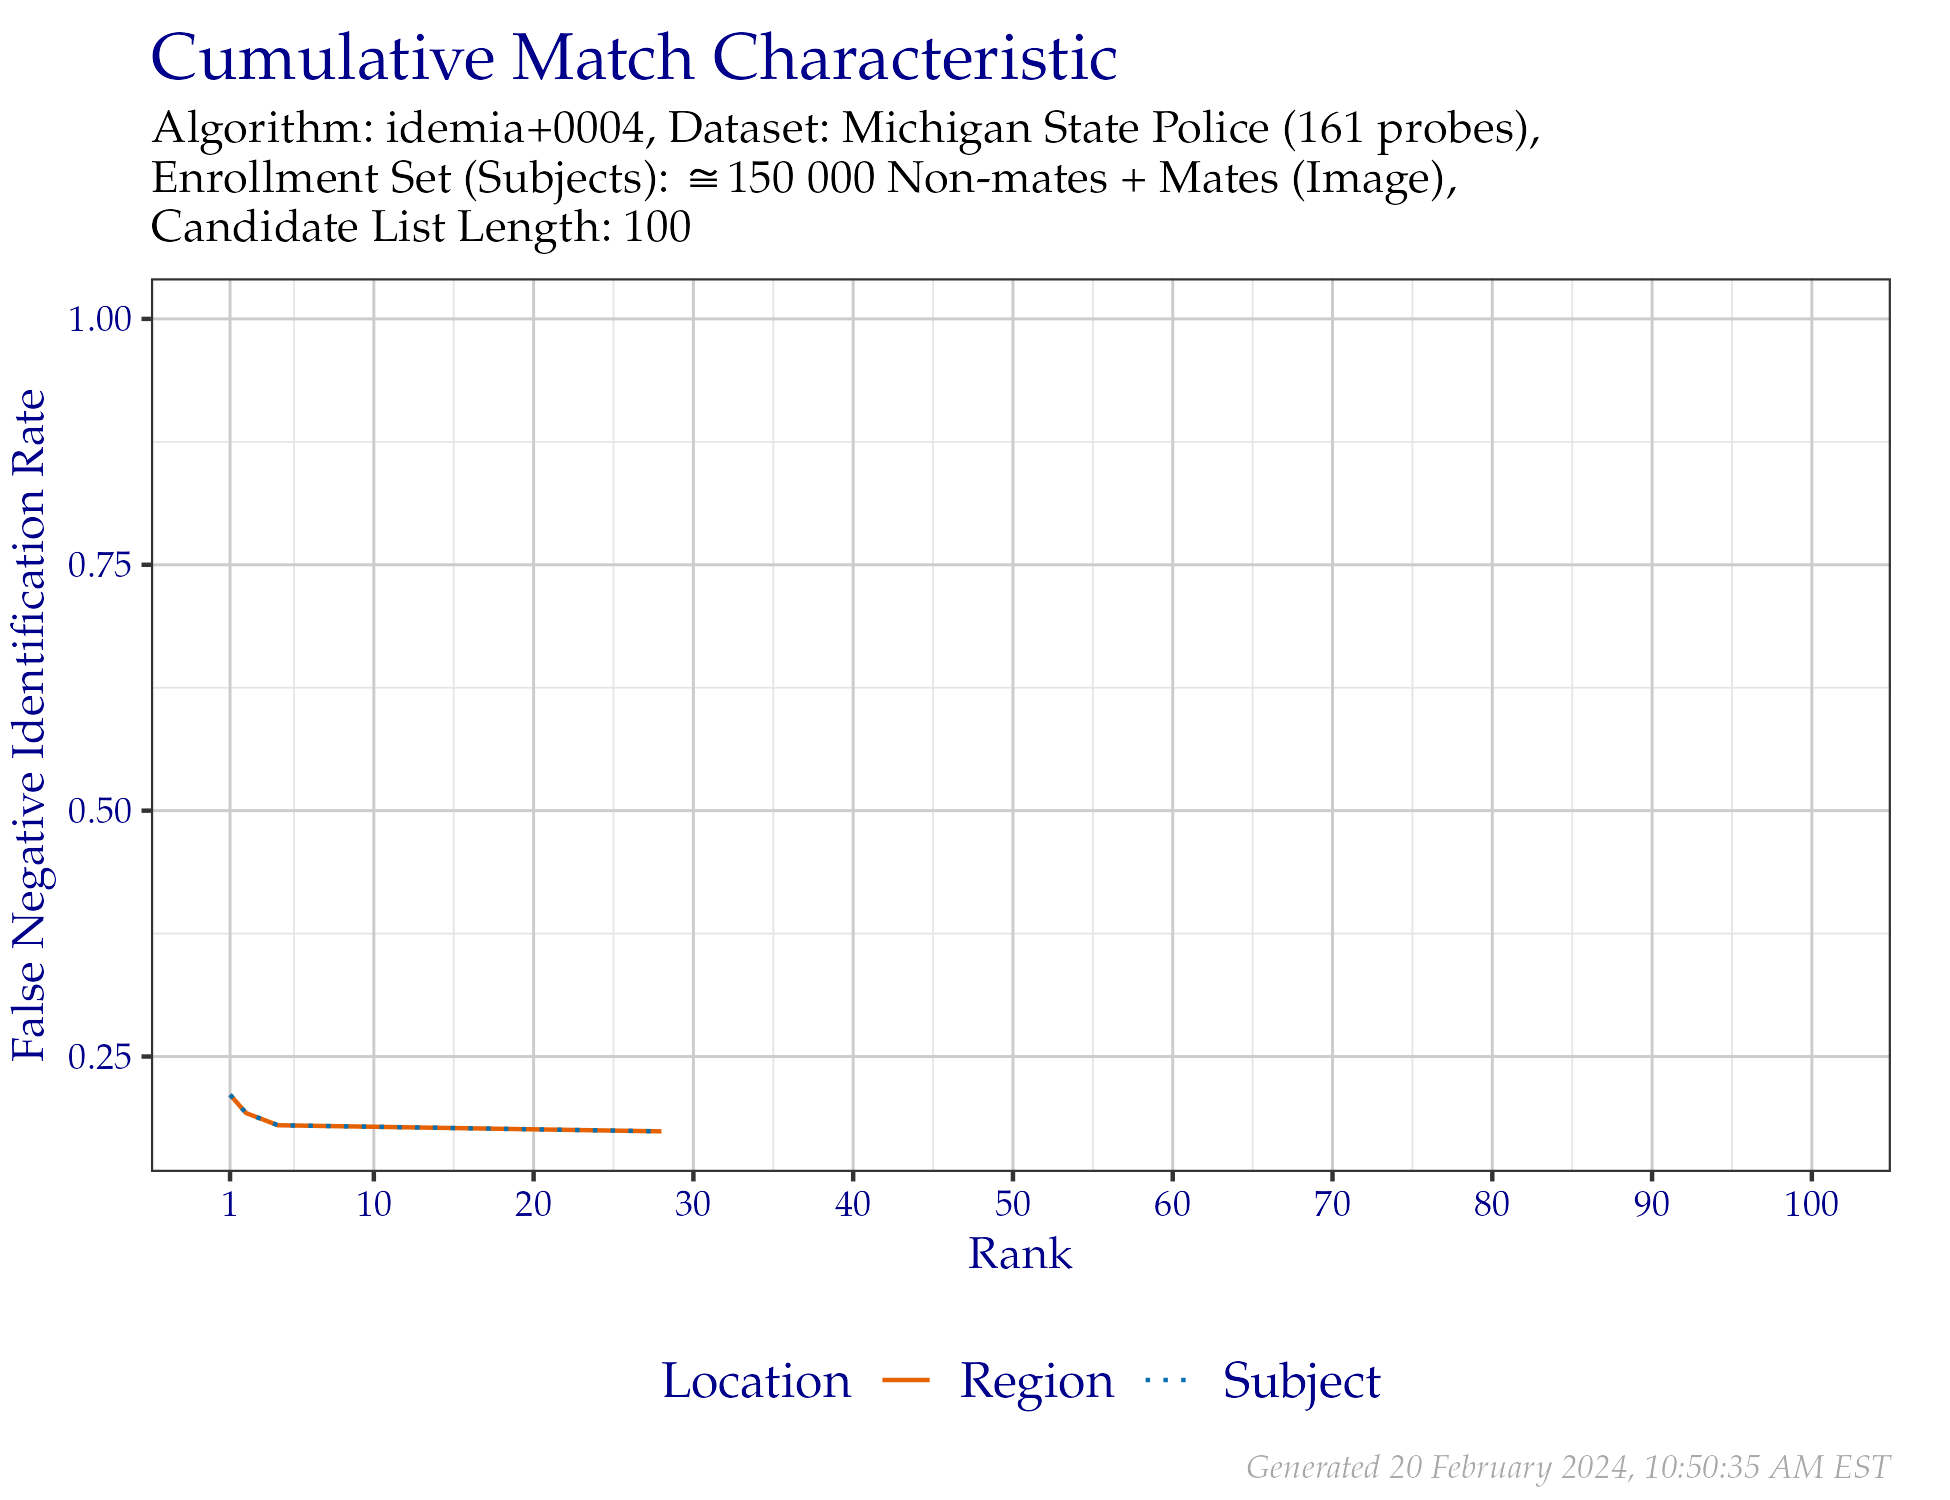 Cumulative Match Characteristic
Algorithm: idemia+0004, Dataset: Michigan State Police (161 probes),
Enrollment Set (Subjects): ≅ 150 000 Non-mates + Mates (Image),
Candidate List Length: 100
False Negative Identification Rate
1.00
0.75
0.50
0.25
1 10 20 30 40 50 60 70 80 90 100
Rank
Location Region Subject
Generated 20 February 2024, 10:50:35 AM EST